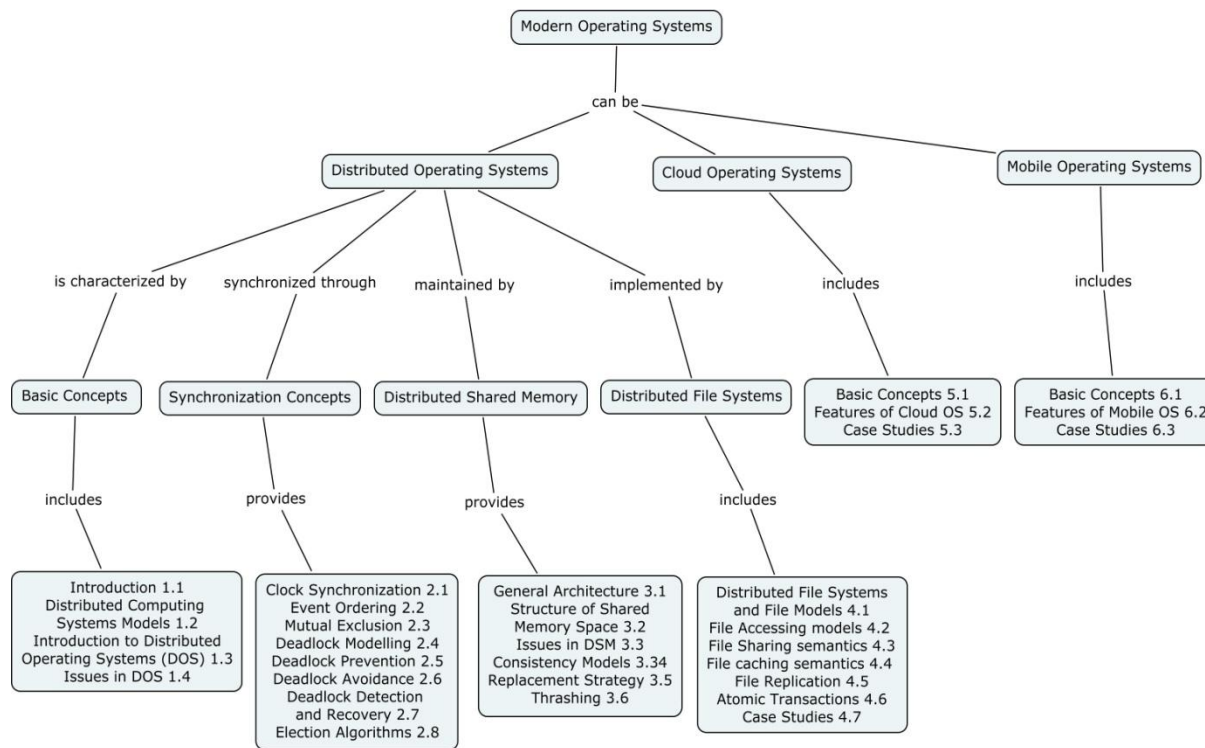 Modern Operating Systems
can be
Distributed Operating Systems
Cloud Operating Systems
Mobile Operating Systems
is characterized by
synchronized through
maintained by
implemented by
includes
includes
Basic Concepts
Synchronization Concepts
Distributed Shared Memory
Distributed File Systems
Basic Concepts 5.1
Features of Cloud OS 5.2
Case Studies 5.3
Basic Concepts 6.1
Features of Mobile OS 6.2
Case Studies 6.3
includes
provides
provides
includes
Introduction 1.1
Distributed Computing
Systems Models 1.2
Introduction to Distributed
Operating Systems (DOS) 1.3
Issues in DOS 1.4
Clock Synchronization 2.1
Event Ordering 2.2
Mutual Exclusion 2.3
Deadlock Modelling 2.4
Deadlock Prevention 2.5
Deadlock Avoidance 2.6
Deadlock Detection
and Recovery 2.7
Election Algorithms 2.8
General Architecture 3.1
Structure of Shared
Memory Space 3.2
Issues in DSM 3.3
Consistency Models 3.34
Replacement Strategy 3.5
Thrashing 3.6
Distributed File Systems
and File Models 4.1
File Accessing models 4.2
File Sharing semantics 4.3
File caching semantics 4.4
File Replication 4.5
Atomic Transactions 4.6
Case Studies 4.7